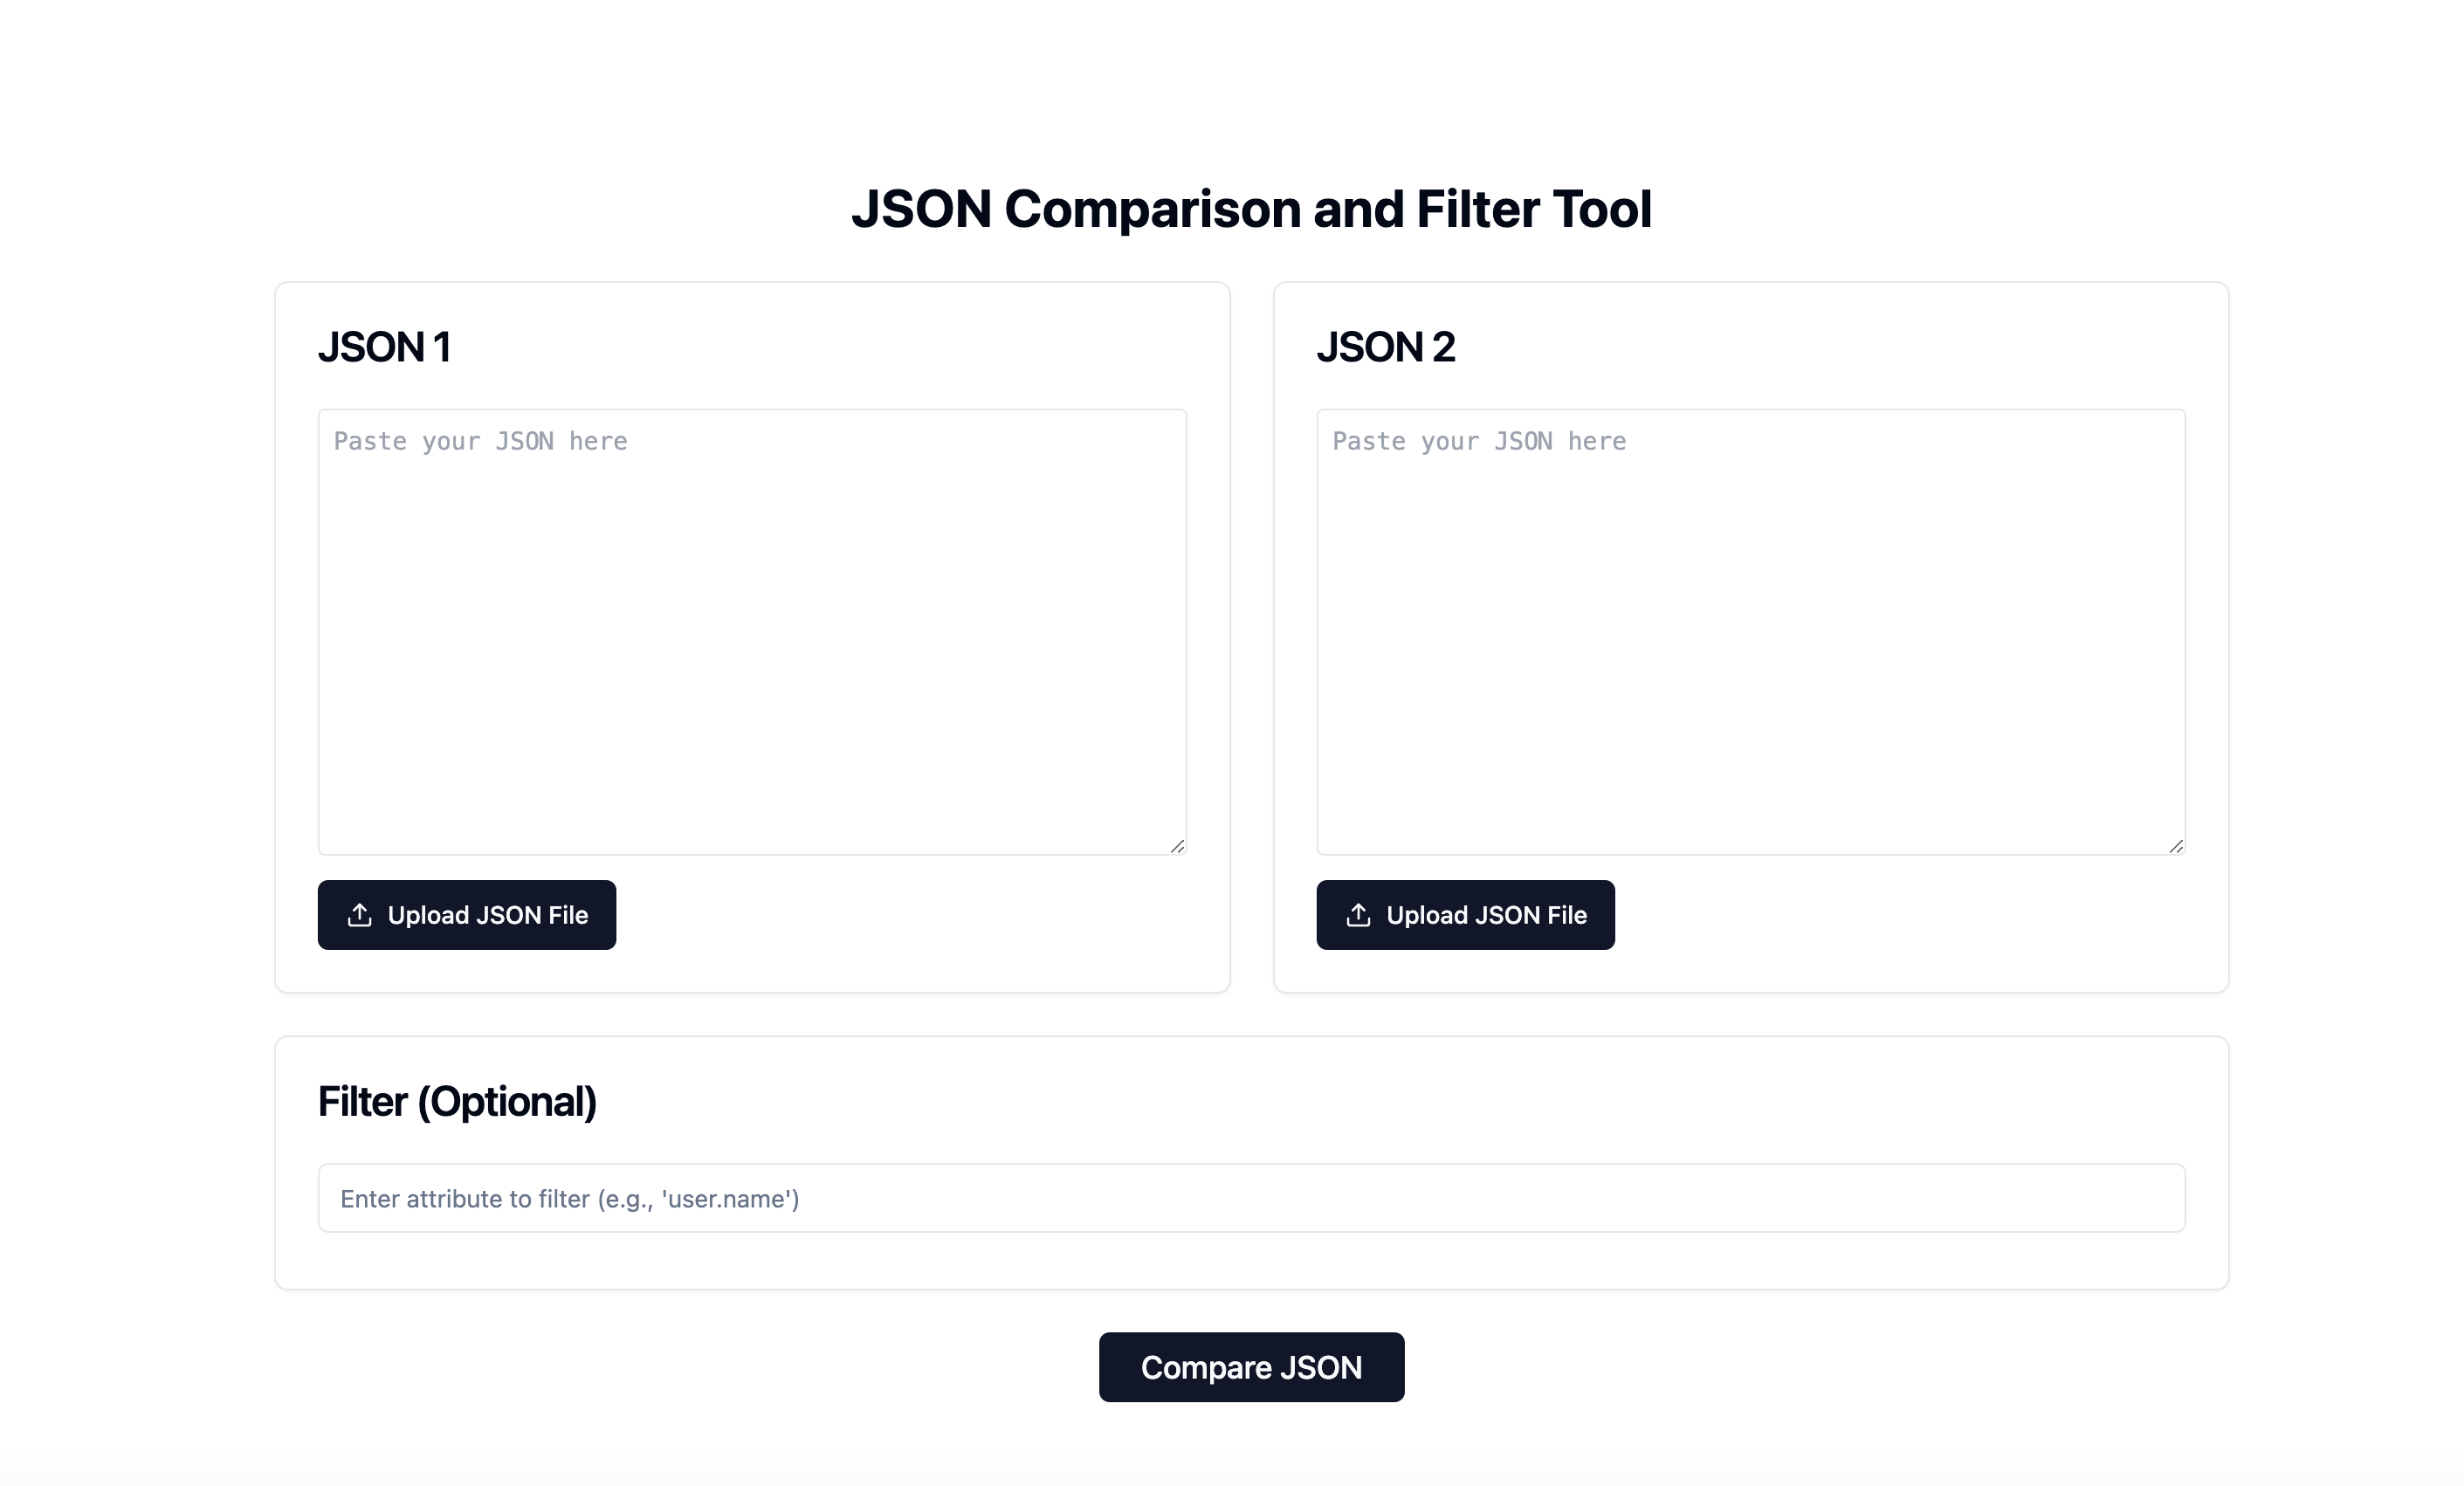 JSON Comparison and Filter Tool
JSON 1
Paste your JSON here
Upload JSON File
JSON 2
Paste your JSON here
Upload JSON File
Filter (Optional)
Enter attribute to filter (e.g., 'user.name')
Compare JSON